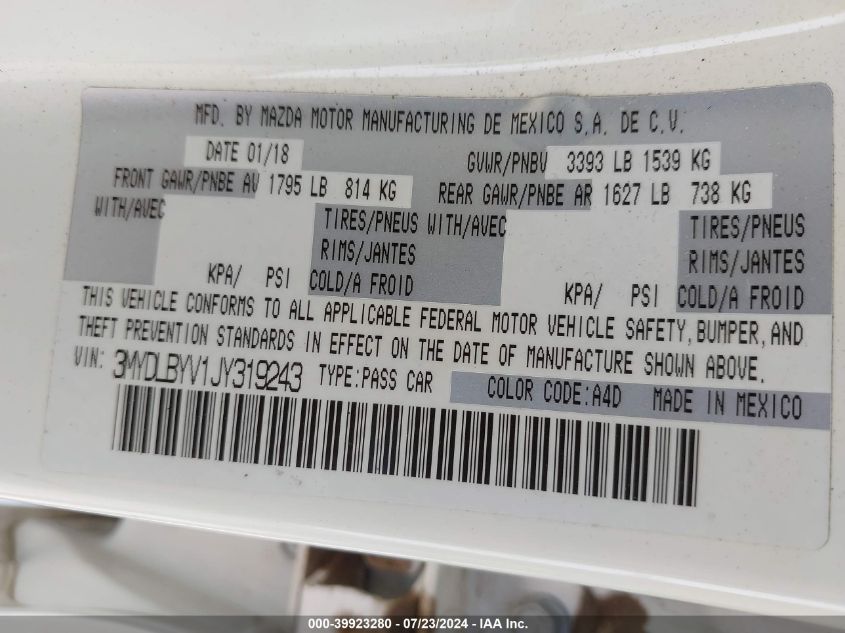 MFD. BY MAZDA MOTOR MANUFACTURING DE MEXICO S.A. DE C.V.
DATE 01/18 GVWR/PNBV 3393 LB 1539 KG
FRONT GAWR/PNBE AV 1795 LB 814 KG REAR GAWR/PNBE AR 1627 LB 738 KG
WITH/AVEC TIRES/PNEUS WITH/AVEC TIRES/PNEUS
RIMS/JANTES RIMS/JANTES
KPA/ PSI COLD/A FROID KPA/ PSI COLD/A FROID
THIS VEHICLE CONFORMS TO ALL APPLICABLE FEDERAL MOTOR VEHICLE SAFETY, BUMPER, AND
THEFT PREVENTION STANDARDS IN EFFECT ON THE DATE OF MANUFACTURE SHOWN ABOVE.
VIN: 3MYDLBYV1JY319243 TYPE:PASS CAR COLOR CODE:A4D MADE IN MEXICO
000-39923280 - 07/23/2024 - IAA Inc.